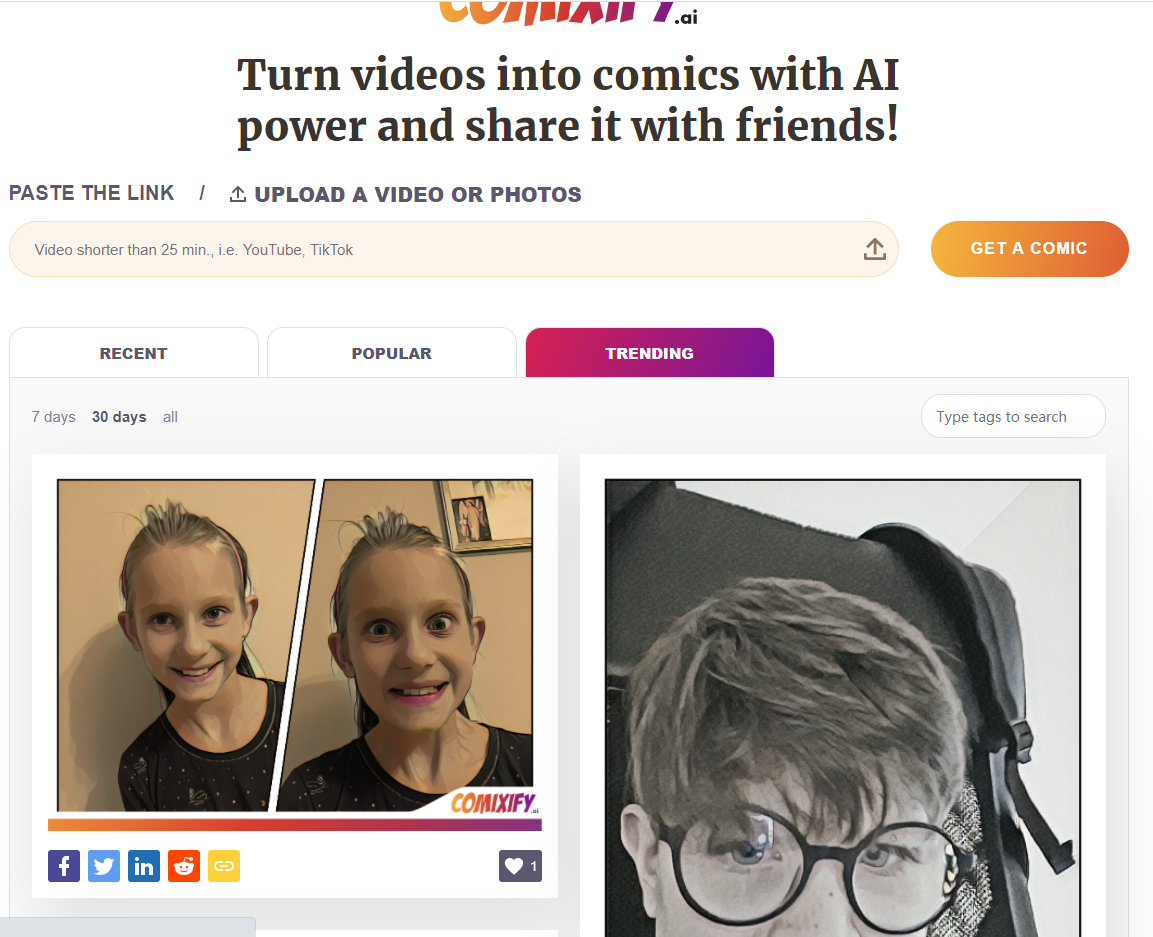 COMIXIFY.ai
Turn videos into comics with AI
power and share it with friends!
PASTE THE LINK / UPLOAD A VIDEO OR PHOTOS
Video shorter than 25 min., i.e. YouTube, TikTok
GET A COMIC
RECENT POPULAR TRENDING
7 days 30 days all
Type tags to search
COMIXIFY.ai
f in
1